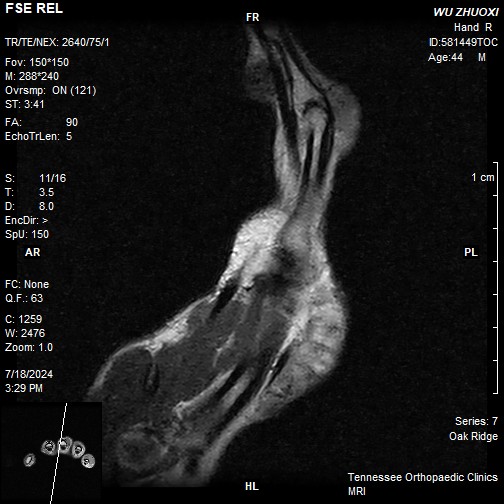 FSE REL
FR
WU ZHUOXI
Hand R
TR/TE/NEX: 2640/75/1
ID:581449TOC
Age:44 M
Fov: 150*150
M: 288*240
Ovrsmp: ON (121)
ST: 3:41
FA: 90
EchoTrLen: 5
S: 11/16
T: 3.5
D: 8.0
EncDir: >
SpU: 150
1 cm
AR
PL
FC: None
Q.F.: 63
C: 1259
W: 2476
Zoom: 1.0
7/18/2024
3:29 PM
Series: 7
Oak Ridge
HL
Tennessee Orthopaedic Clinics
MRI